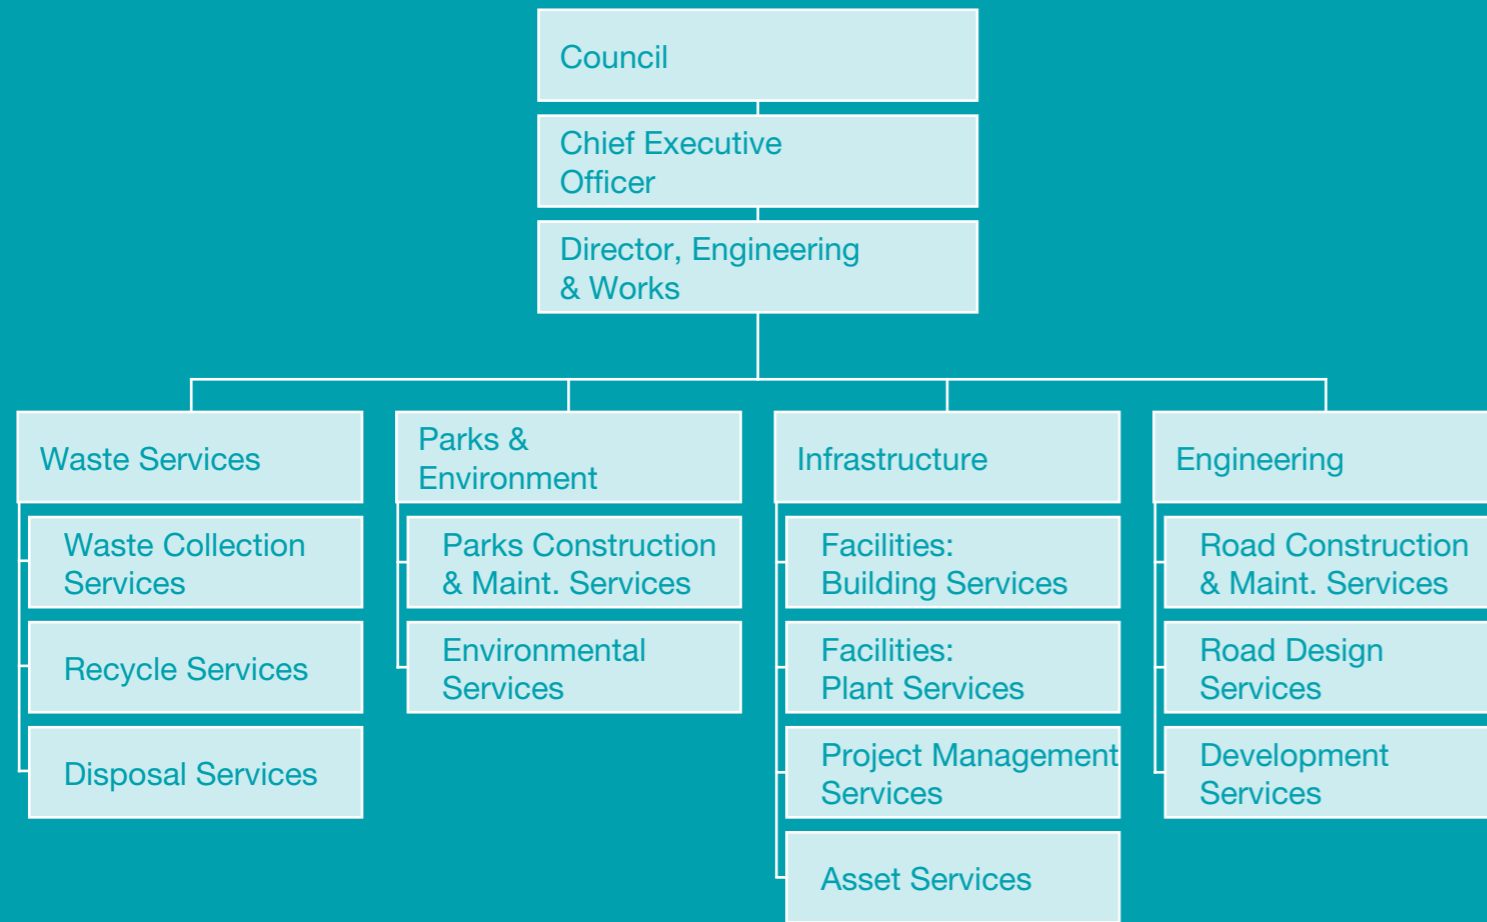 Council
Chief Executive
Officer
Director, Engineering
& Works
Waste Services
Waste Collection
Services
Recycle Services
Disposal Services
Parks &
Environment
Parks Construction
& Maint. Services
Environmental
Services
Infrastructure
Facilities:
Building Services
Facilities:
Plant Services
Project Management
Services
Asset Services
Engineering
Road Construction
& Maint. Services
Road Design
Services
Development
Services